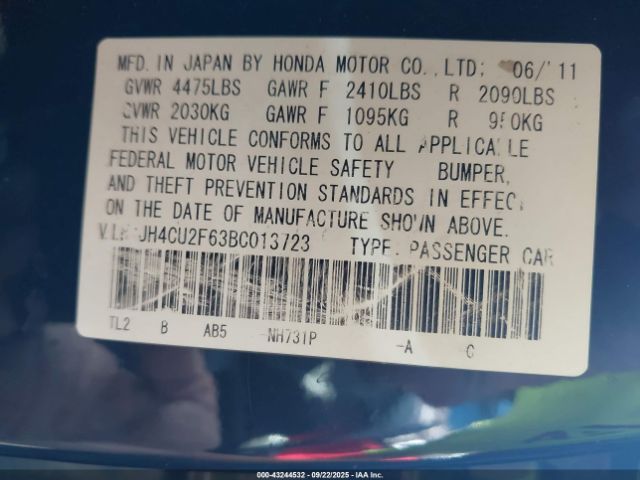 MFD. IN JAPAN BY HONDA MOTOR CO., LTD; 06/'11
GVWR 4475LBS GAWR F 2410LBS R 2090LBS
GVWR 2030KG GAWR F 1095KG R 950KG
THIS VEHICLE CONFORMS TO ALL APPLICABLE
FEDERAL MOTOR VEHICLE SAFETY BUMPER,
AND THEFT PREVENTION STANDARDS IN EFFECT
ON THE DATE OF MANUFACTURE SHOWN ABOVE.
V.I.N. JH4CU2F63BC013723 TYPE: PASSENGER CAR
TL2 B AB5 -NH731P -A C
000-43244532 - 09/22/2025 - IAA Inc.